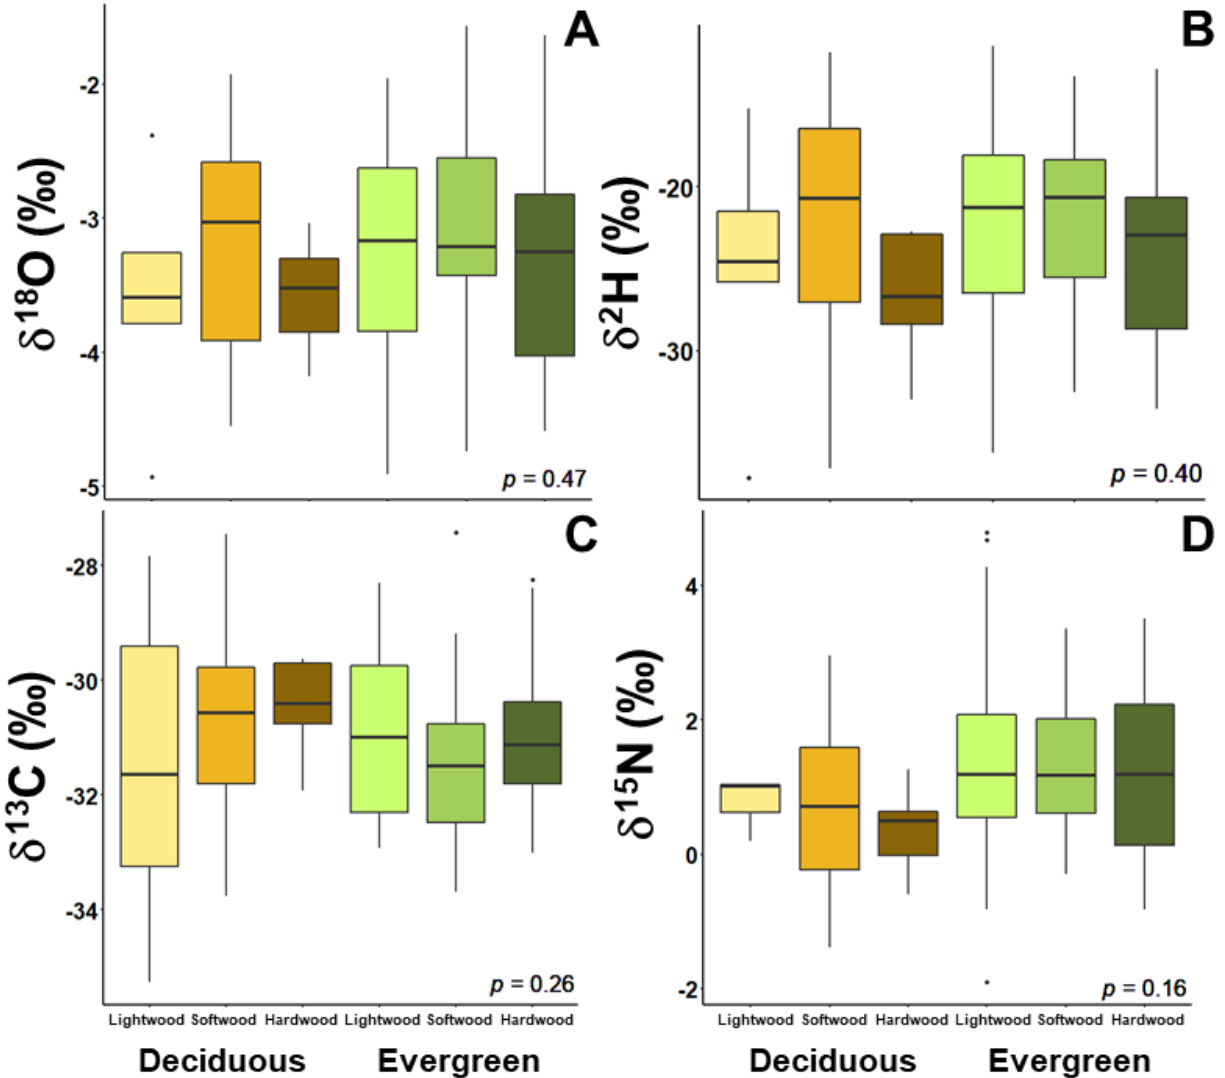 A
δ18O (‰)
-2
-3
-4
-5
p = 0.47
B
δ2H (‰)
-20
-30
p = 0.40
C
δ13C (‰)
-28
-30
-32
-34
p = 0.26
Lightwood Softwood Hardwood Lightwood Softwood Hardwood
Deciduous Evergreen
D
δ15N (‰)
4
2
0
-2
p = 0.16
Lightwood Softwood Hardwood Lightwood Softwood Hardwood
Deciduous Evergreen